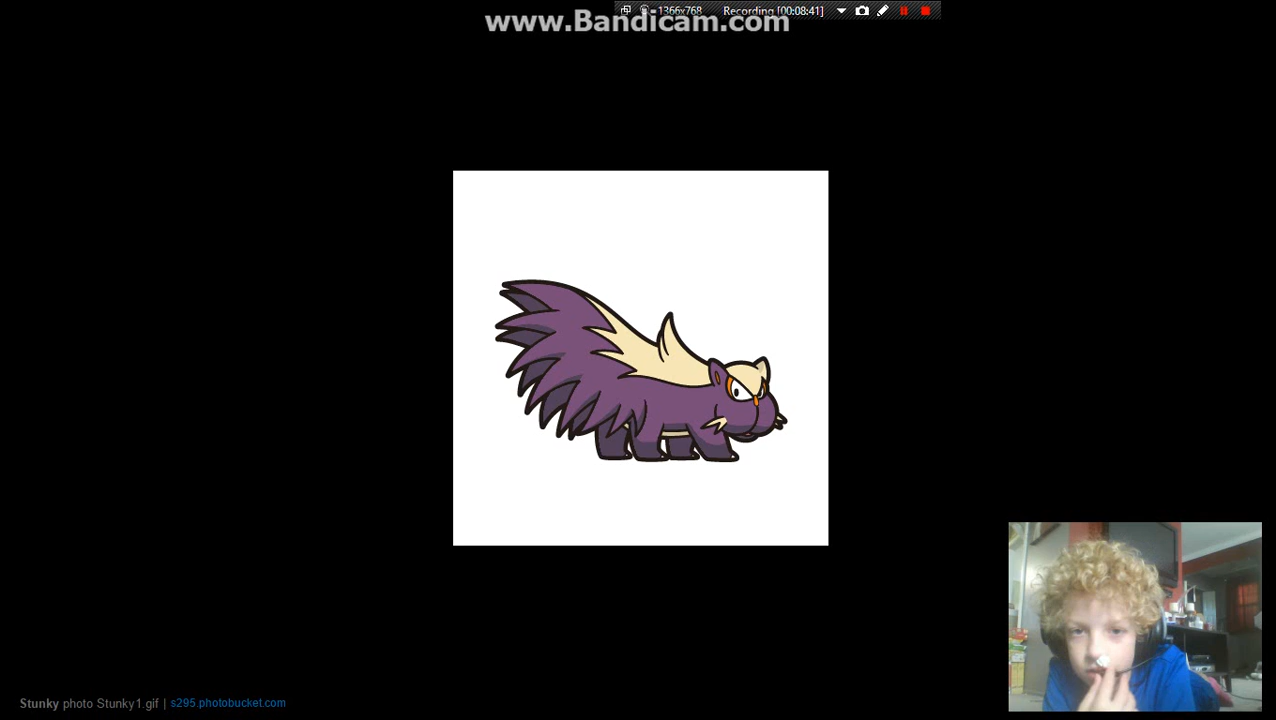 1366x768 Recording [00:08:41]
www.Bandicam.com
Stunky photo Stunky1.gif | s295.photobucket.com